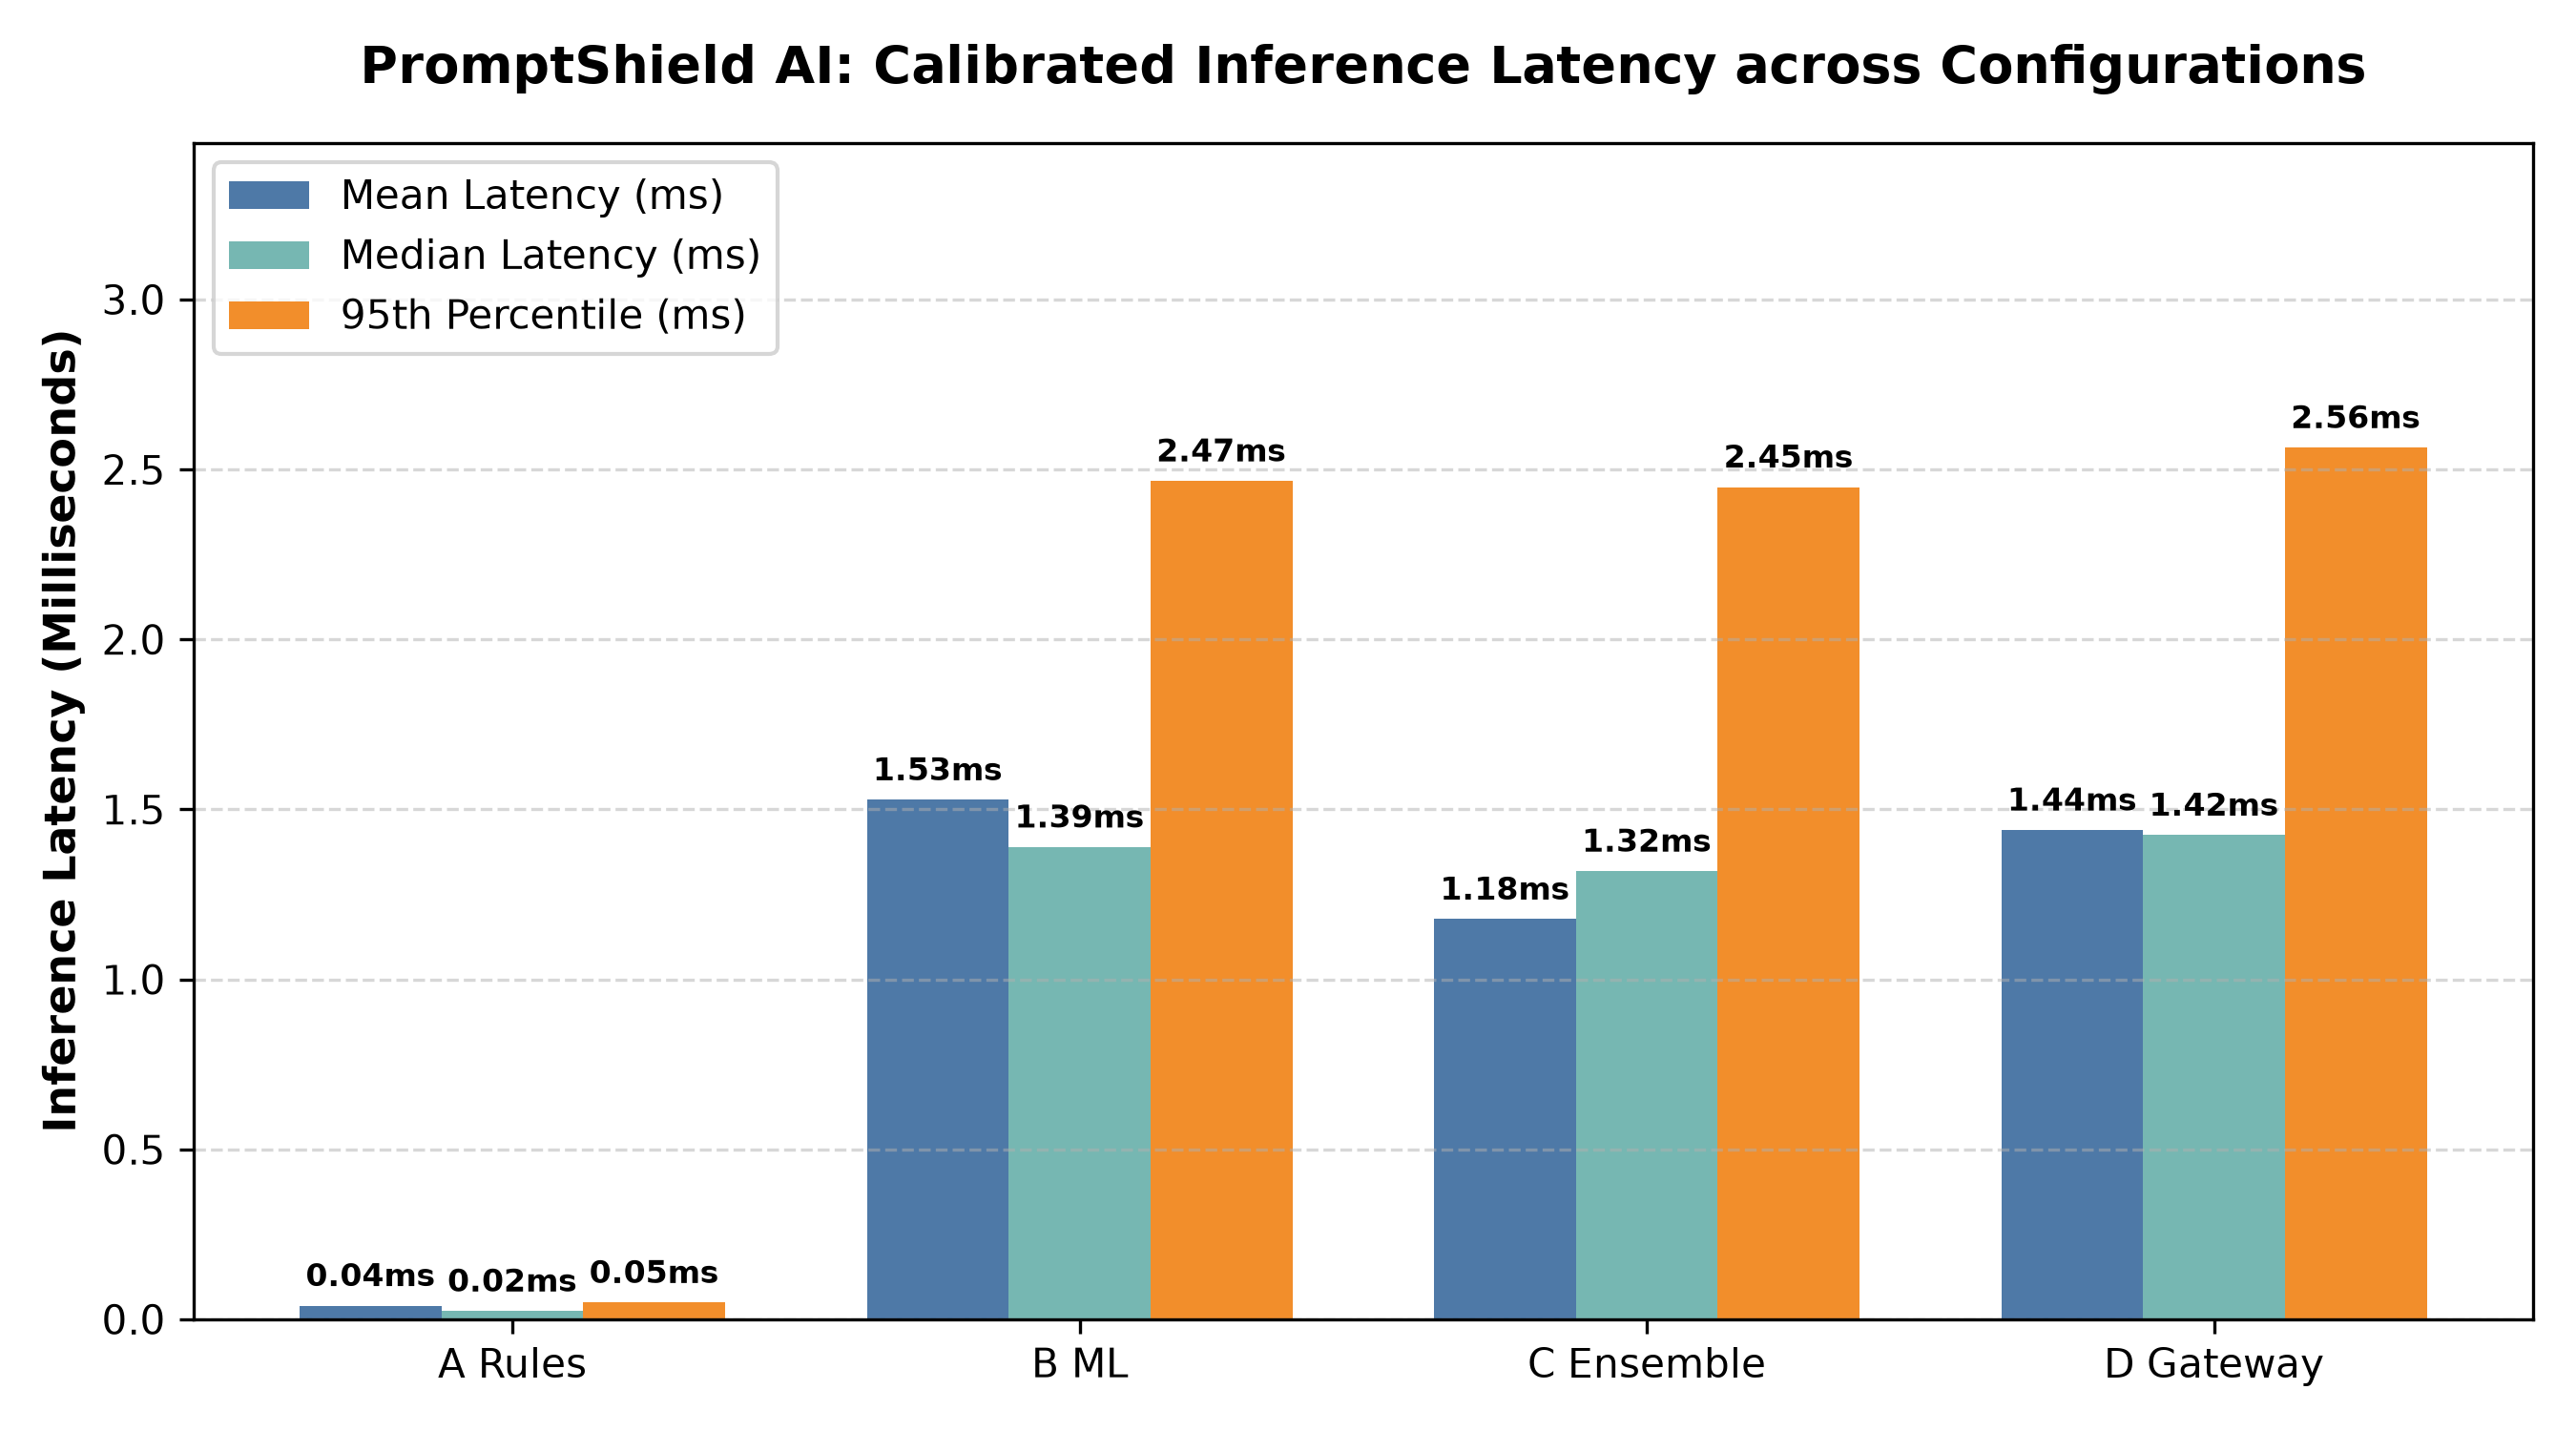 PromptShield AI: Calibrated Inference Latency across Configurations
Mean Latency (ms)
Median Latency (ms)
95th Percentile (ms)
Inference Latency (Milliseconds)
3.0
2.5
2.0
1.5
1.0
0.5
0.0
0.04ms
0.02ms
0.05ms
1.53ms
1.39ms
2.47ms
1.18ms
1.32ms
2.45ms
1.44ms
1.42ms
2.56ms
A Rules
B ML
C Ensemble
D Gateway